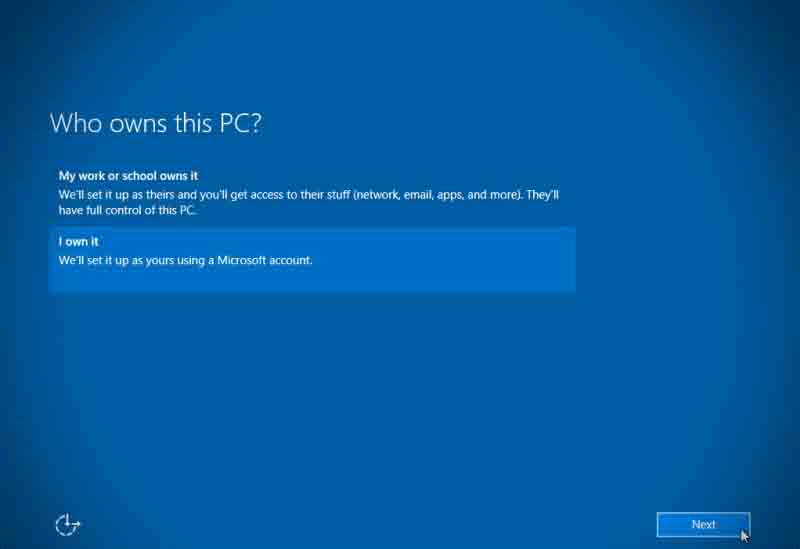 Who owns this PC?
My work or school owns it
We'll set it up as theirs and you'll get access to their stuff (network, email, apps, and more). They'll
have full control of this PC.
I own it
We'll set it up as yours using a Microsoft account.
Next